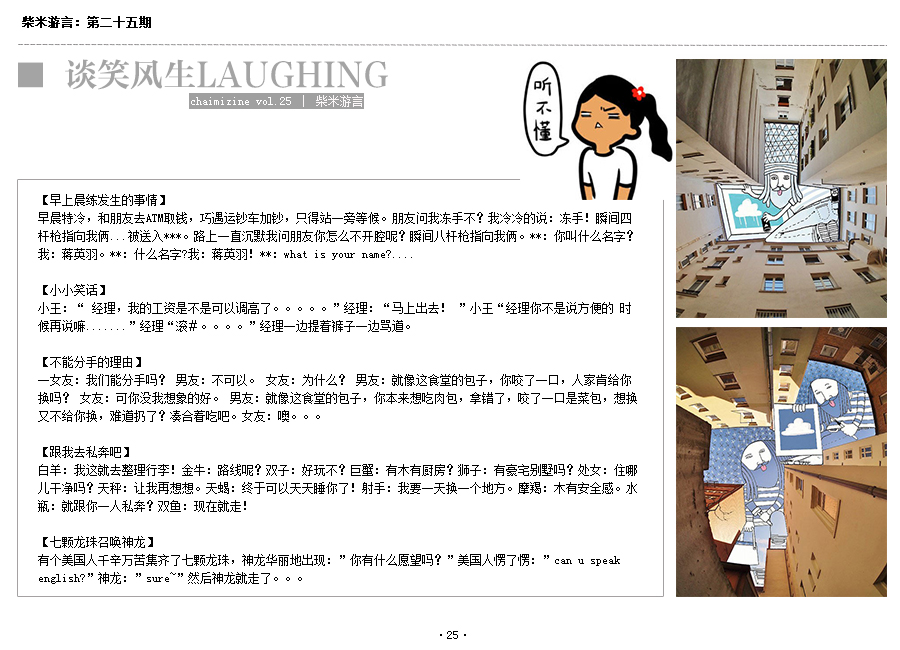 柴米游言：第二十五期
谈笑风生LAUGHING
chaimizine vol.25 | 柴米游言
听
不
懂
【早上晨练发生的事情】
早晨特冷，和朋友去ATM取钱，巧遇运钞车加钞，只得站一旁等候。朋友问我冻手不？我冷冷的说：冻手！瞬间四
杆枪指向我俩...被送入***。路上一直沉默我问朋友你怎么不开腔呢？瞬间八杆枪指向我俩。**：你叫什么名字？
我：蒋英羽。**：什么名字?我：蒋英羽！**：what is your name?....
【小小笑话】
小王：“ 经理，我的工资是不是可以调高了。。。。。”经理：“马上出去！ ”小王“经理你不是说方便的 时
候再说嘛.......”经理“滚#。。。。”经理一边提着裤子一边骂道。
【不能分手的理由】
一女友：我们能分手吗？ 男友：不可以。 女友：为什么？ 男友：就像这食堂的包子，你咬了一口，人家肯给你
换吗？ 女友：可你没我想象的好。 男友：就像这食堂的包子，你本来想吃肉包，拿错了，咬了一口是菜包，想换
又不给你换，难道扔了？凑合着吃吧。女友：噢。。。
【跟我去私奔吧】
白羊：我这就去整理行李！金牛：路线呢？双子：好玩不？巨蟹：有木有厨房？狮子：有豪宅别墅吗？处女：住哪
儿干净吗？天秤：让我再想想。天蝎：终于可以天天睡你了！射手：我要一天换一个地方。摩羯：木有安全感。水
瓶：就跟你一人私奔？双鱼：现在就走！
【七颗龙珠召唤神龙】
有个美国人千辛万苦集齐了七颗龙珠，神龙华丽地出现：”你有什么愿望吗？”美国人愣了愣：”can u speak
english?”神龙：”sure~”然后神龙就走了。。。
·25·